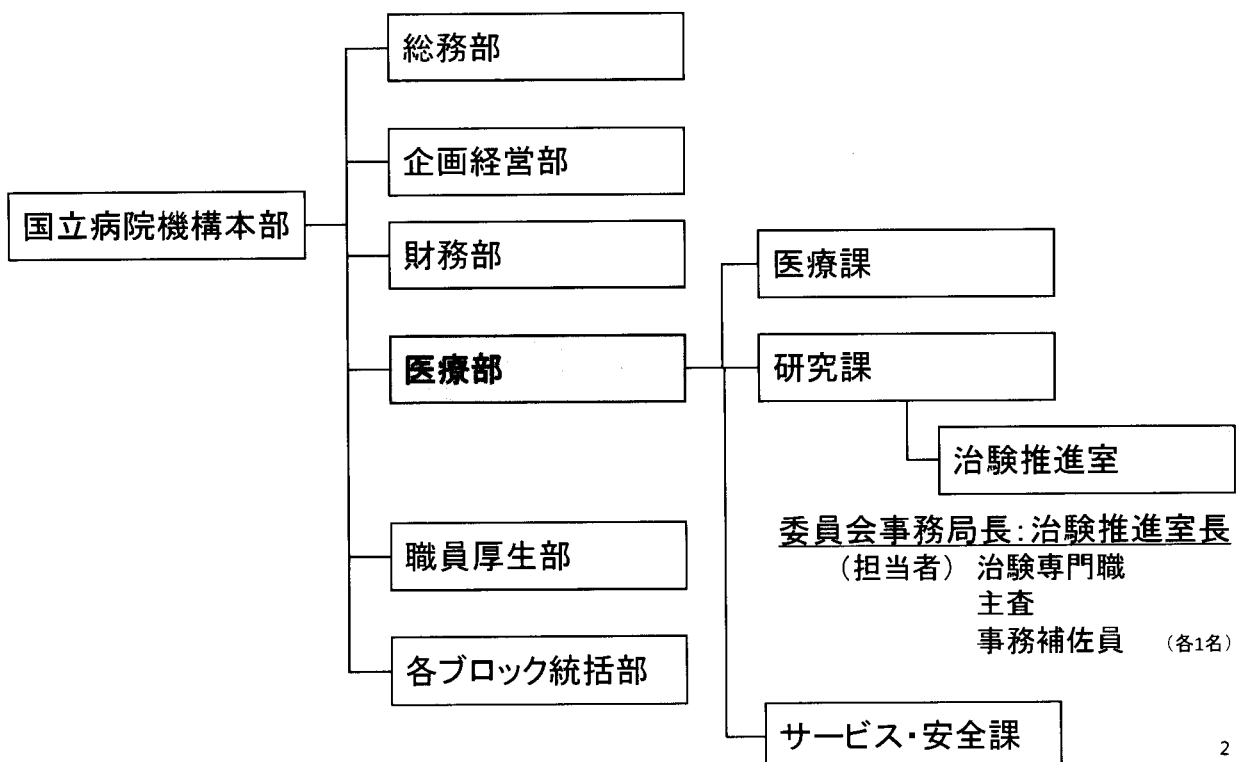 国立病院機構本部
総務部
企画経営部
財務部
医療部
職員厚生部
各ブロック統括部
医療課
研究課
治験推進室
委員会事務局長:治験推進室長
(担当者) 治験専門職
主査
事務補佐員 (各1名)
サービス・安全課
2